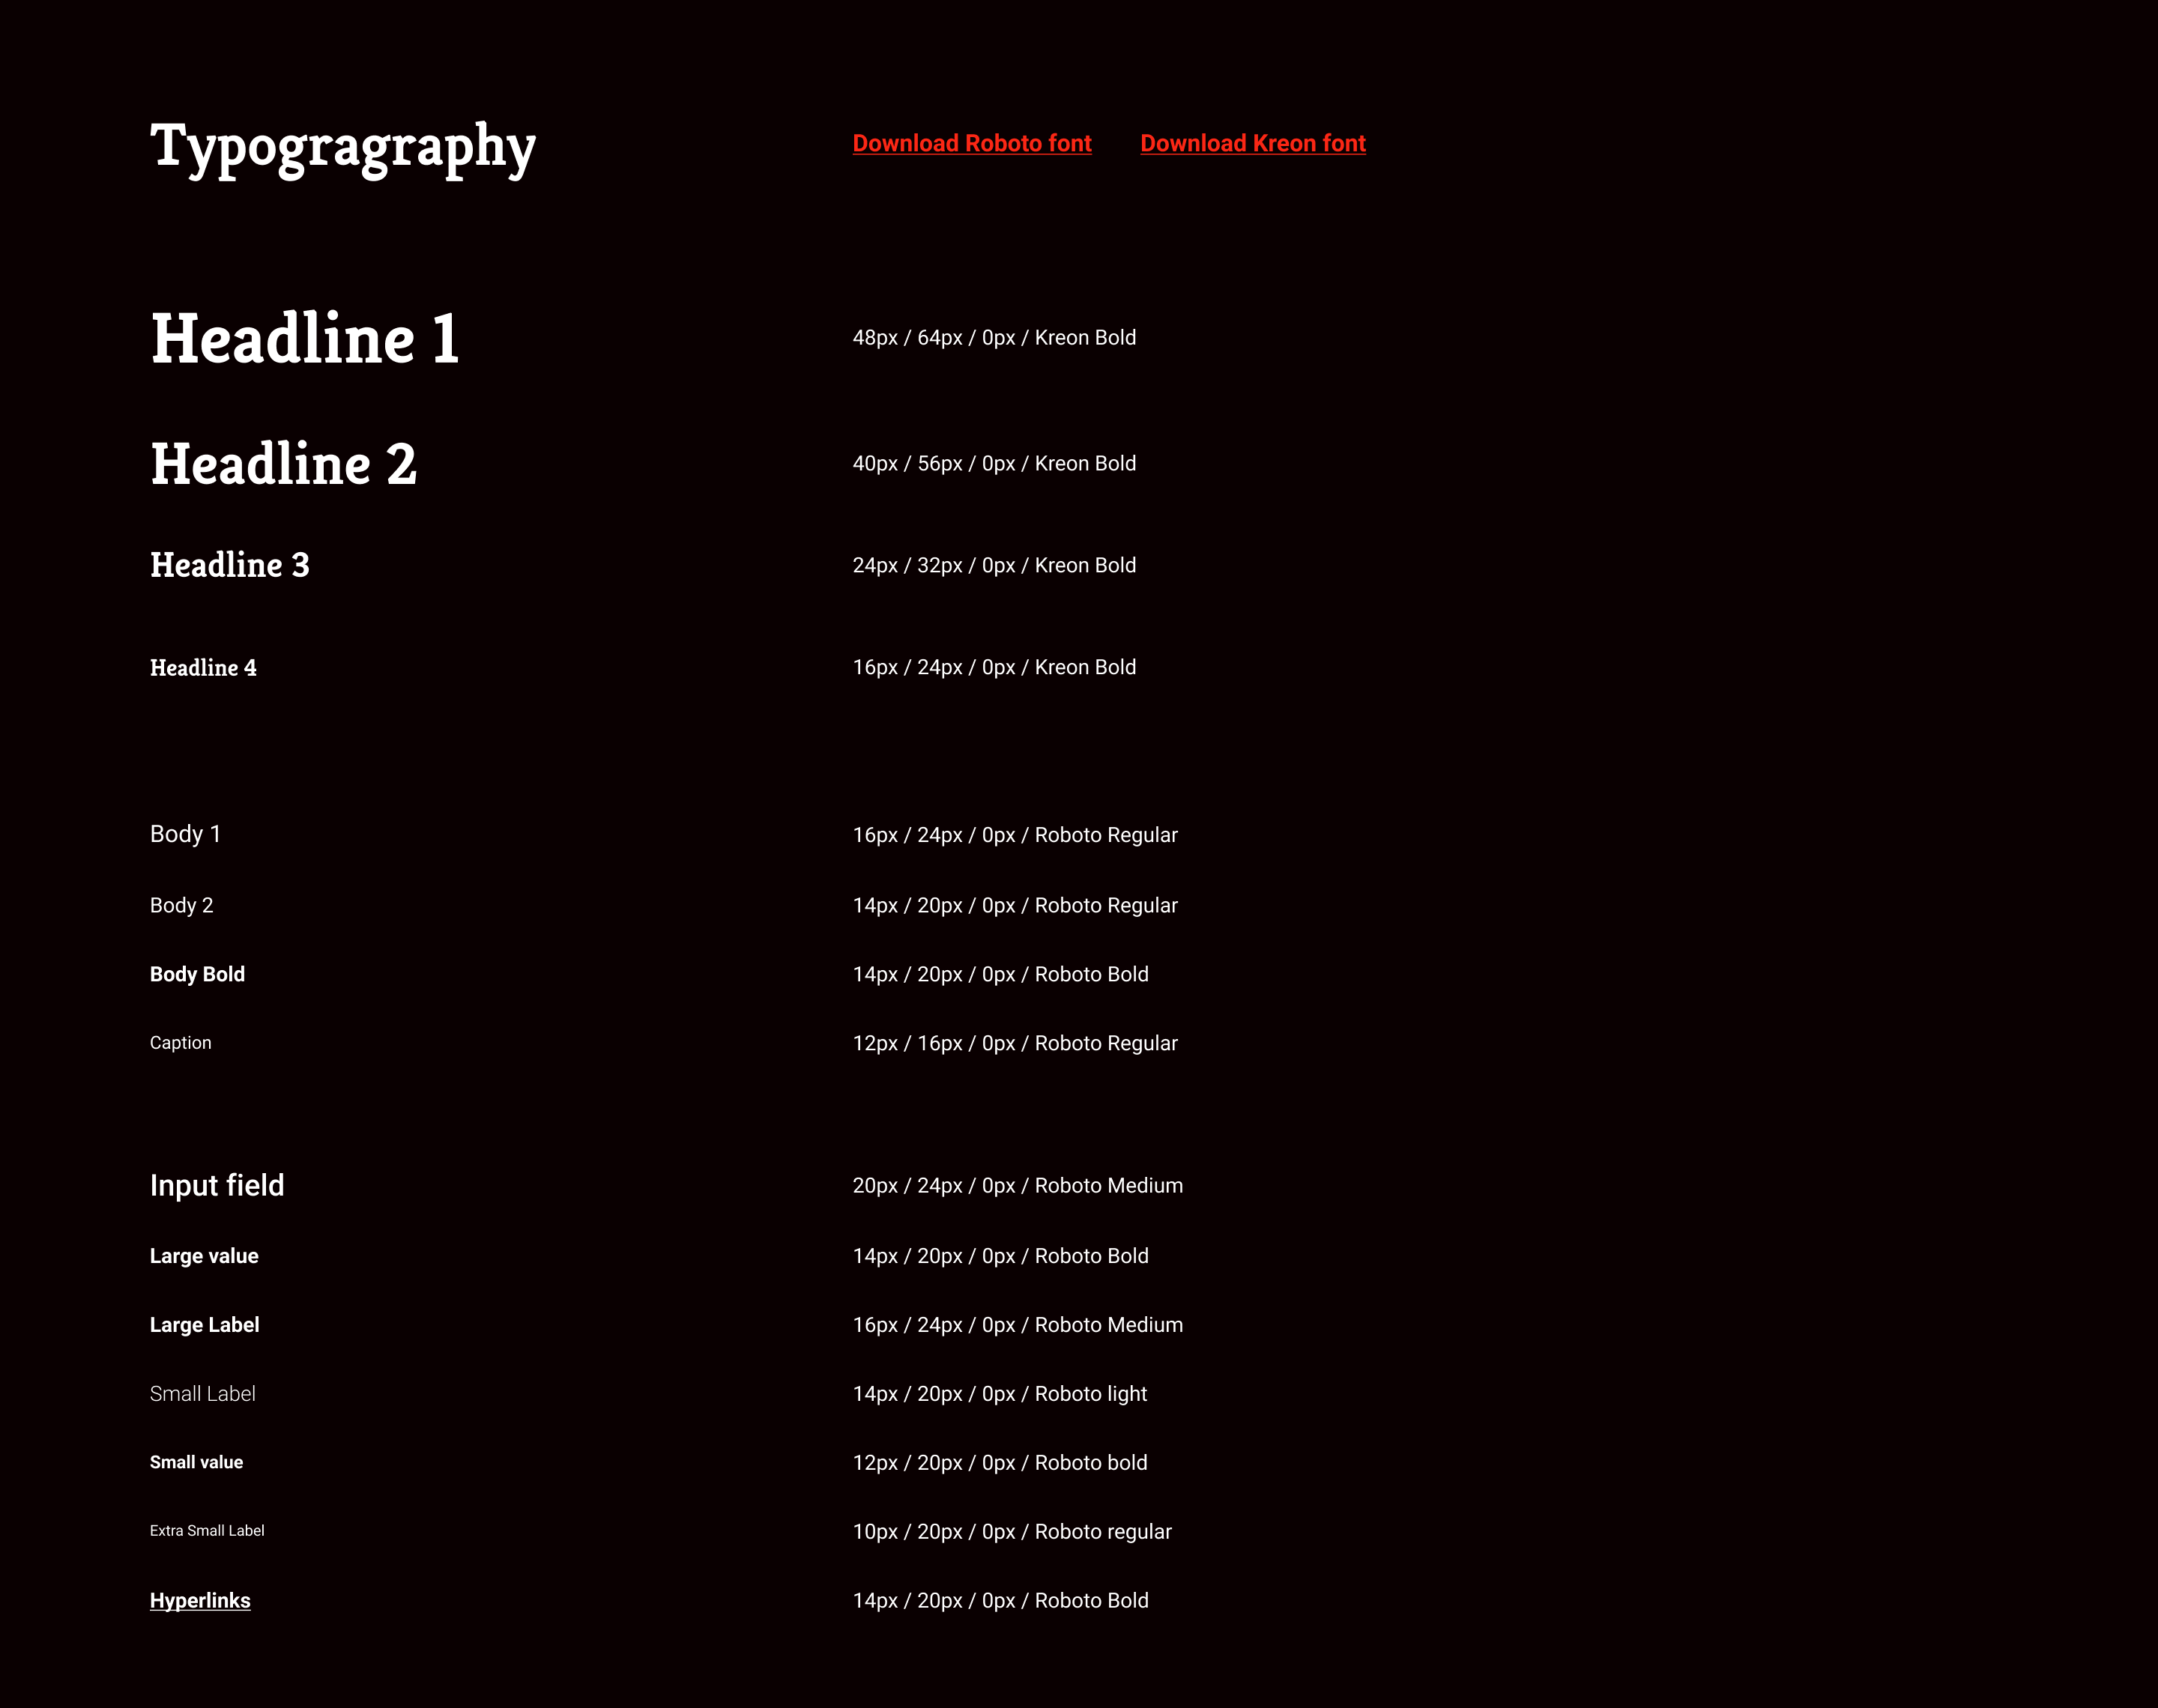 Typogragraphy
Download Roboto font Download Kreon font
Headline 1 48px / 64px / 0px / Kreon Bold
Headline 2 40px / 56px / 0px / Kreon Bold
Headline 3 24px / 32px / 0px / Kreon Bold
Headline 4 16px / 24px / 0px / Kreon Bold
Body 1 16px / 24px / 0px / Roboto Regular
Body 2 14px / 20px / 0px / Roboto Regular
Body Bold 14px / 20px / 0px / Roboto Bold
Caption 12px / 16px / 0px / Roboto Regular
Input field 20px / 24px / 0px / Roboto Medium
Large value 14px / 20px / 0px / Roboto Bold
Large Label 16px / 24px / 0px / Roboto Medium
Small Label 14px / 20px / 0px / Roboto light
Small value 12px / 20px / 0px / Roboto bold
Extra Small Label 10px / 20px / 0px / Roboto regular
Hyperlinks 14px / 20px / 0px / Roboto Bold